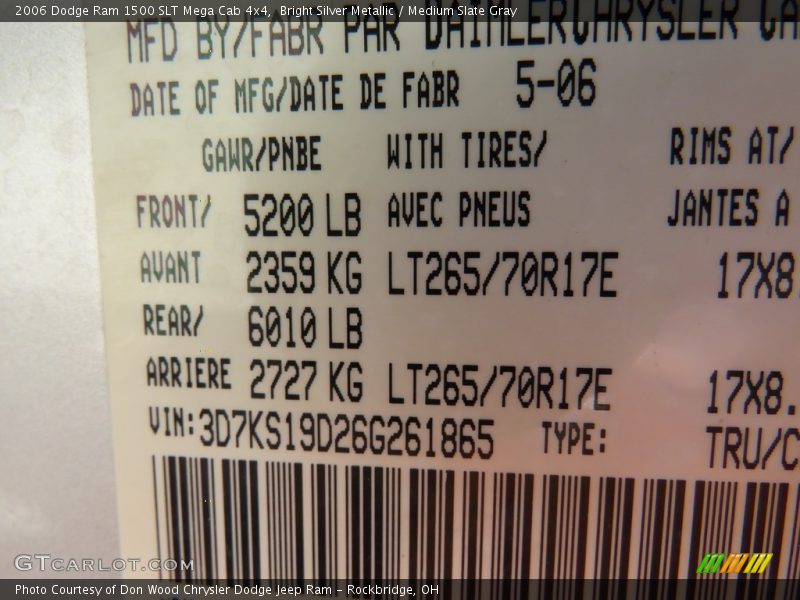 2006 Dodge Ram 1500 SLT Mega Cab 4x4, Bright Silver Metallic / Medium Slate Gray
MFD BY/FABR PAR DAIMLERCHRYSLER CA
DATE OF MFG/DATE DE FABR 5-06
GAWR/PNBE WITH TIRES/ RIMS AT/
FRONT/ 5200 LB AVEC PNEUS JANTES A
AVANT 2359 KG LT265/70R17E 17X8.
REAR/ 6010 LB
ARRIERE 2727 KG LT265/70R17E 17X8.
VIN: 3D7KS19D26G261865 TYPE: TRU/C
GTCARLOT.COM
Photo Courtesy of Don Wood Chrysler Dodge Jeep Ram – Rockbridge, OH